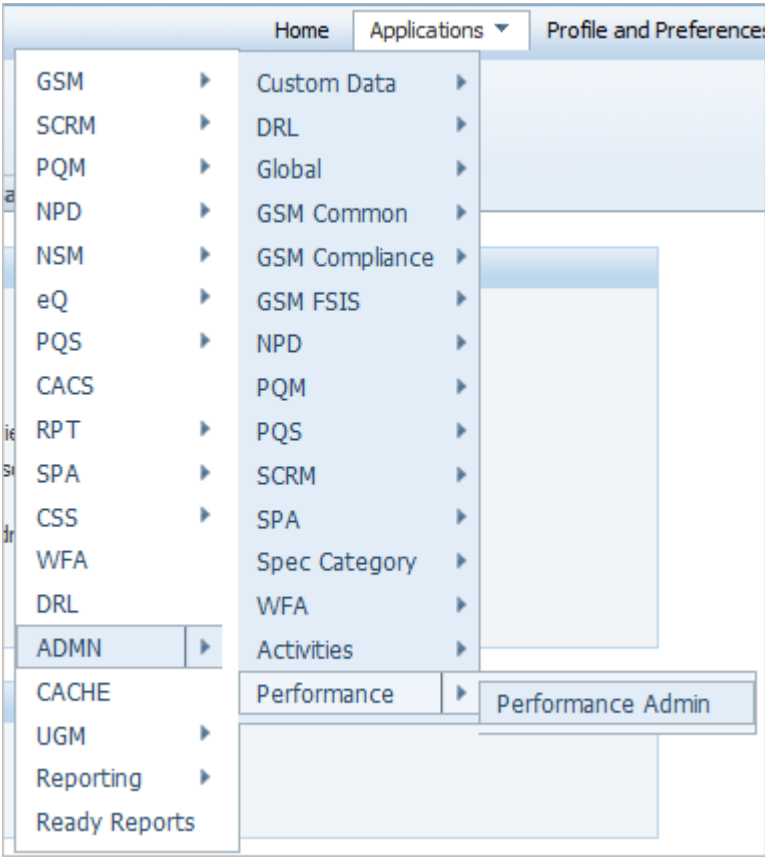 Home Applications Profile and Preferences
GSM
SCRM
PQM
NPD
NSM
eQ
PQS
CACS
RPT
SPA
CSS
WFA
DRL
ADMN
CACHE
UGM
Reporting
Ready Reports
Custom Data
DRL
Global
GSM Common
GSM Compliance
GSM FSIS
NPD
PQM
PQS
SCRM
SPA
Spec Category
WFA
Activities
Performance
Performance Admin